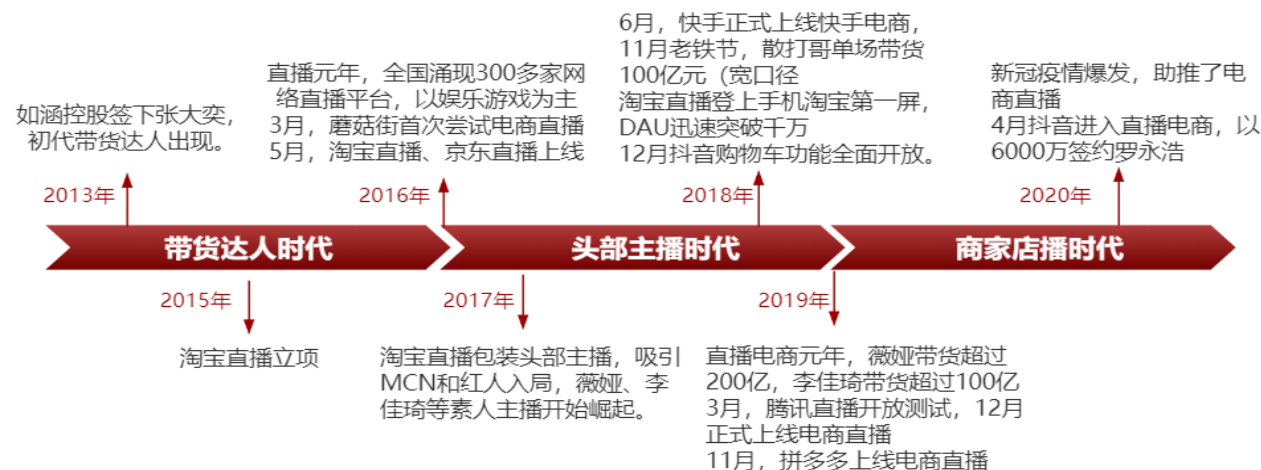 如涵控股签下张大奕，
初代带货达人出现。
2013年
直播元年，全国涌现300多家网
络直播平台，以娱乐游戏为主
3月，蘑菇街首次尝试电商直播
5月，淘宝直播、京东直播上线
2016年
6月，快手正式上线快手电商，
11月老铁节，散打哥单场带货
100亿元（宽口径
淘宝直播登上手机淘宝第一屏，
DAU迅速突破千万
12月抖音购物车功能全面开放。
2018年
新冠疫情爆发，助推了电
商直播
4月抖音进入直播电商，以
6000万签约罗永浩
2020年
带货达人时代
头部主播时代
商家店播时代
2015年
淘宝直播立项
2017年
淘宝直播包装头部主播，吸引
MCN和红人入局，薇娅、李
佳琦等素人主播开始崛起。
2019年
直播电商元年，薇娅带货超过
200亿，李佳琦带货超过100亿
3月，腾讯直播开放测试，12月
正式上线电商直播
11月，拼多多上线电商直播